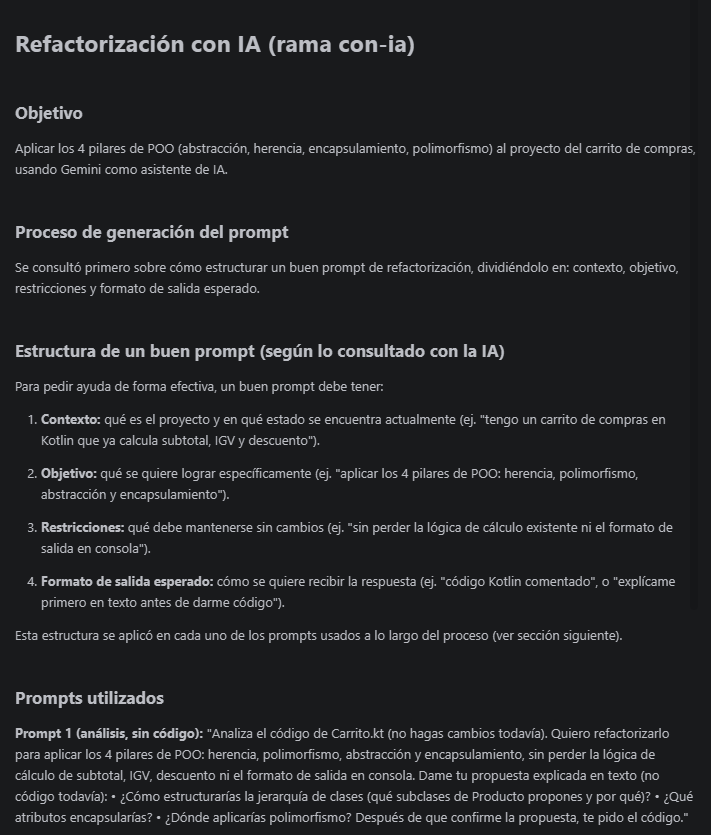 Refactorización con IA (rama con-ia)
Objetivo
Aplicar los 4 pilares de POO (abstracción, herencia, encapsulamiento, polimorfismo) al proyecto del carrito de compras,
usando Gemini como asistente de IA.
Proceso de generación del prompt
Se consultó primero sobre cómo estructurar un buen prompt de refactorización, dividiéndolo en: contexto, objetivo,
restricciones y formato de salida esperado.
Estructura de un buen prompt (según lo consultado con la IA)
Para pedir ayuda de forma efectiva, un buen prompt debe tener:
1. Contexto: qué es el proyecto y en qué estado se encuentra actualmente (ej. "tengo un carrito de compras en
Kotlin que ya calcula subtotal, IGV y descuento").
2. Objetivo: qué se quiere lograr específicamente (ej. "aplicar los 4 pilares de POO: herencia, polimorfismo,
abstracción y encapsulamiento").
3. Restricciones: qué debe mantenerse sin cambios (ej. "sin perder la lógica de cálculo existente ni el formato de
salida en consola").
4. Formato de salida esperado: cómo se quiere recibir la respuesta (ej. "código Kotlin comentado", o "explícame
primero en texto antes de darme código").
Esta estructura se aplicó en cada uno de los prompts usados a lo largo del proceso (ver sección siguiente).
Prompts utilizados
Prompt 1 (análisis, sin código): "Analiza el código de Carrito.kt (no hagas cambios todavía). Quiero refactorizarlo
para aplicar los 4 pilares de POO: herencia, polimorfismo, abstracción y encapsulamiento, sin perder la lógica de
cálculo de subtotal, IGV, descuento ni el formato de salida en consola. Dame tu propuesta explicada en texto (no
código todavía): • ¿Cómo estructurarías la jerarquía de clases (qué subclases de Producto propones y por qué)? • ¿Qué
atributos encapsularías? • ¿Dónde aplicarías polimorfismo? Después de que confirme la propuesta, te pido el código."